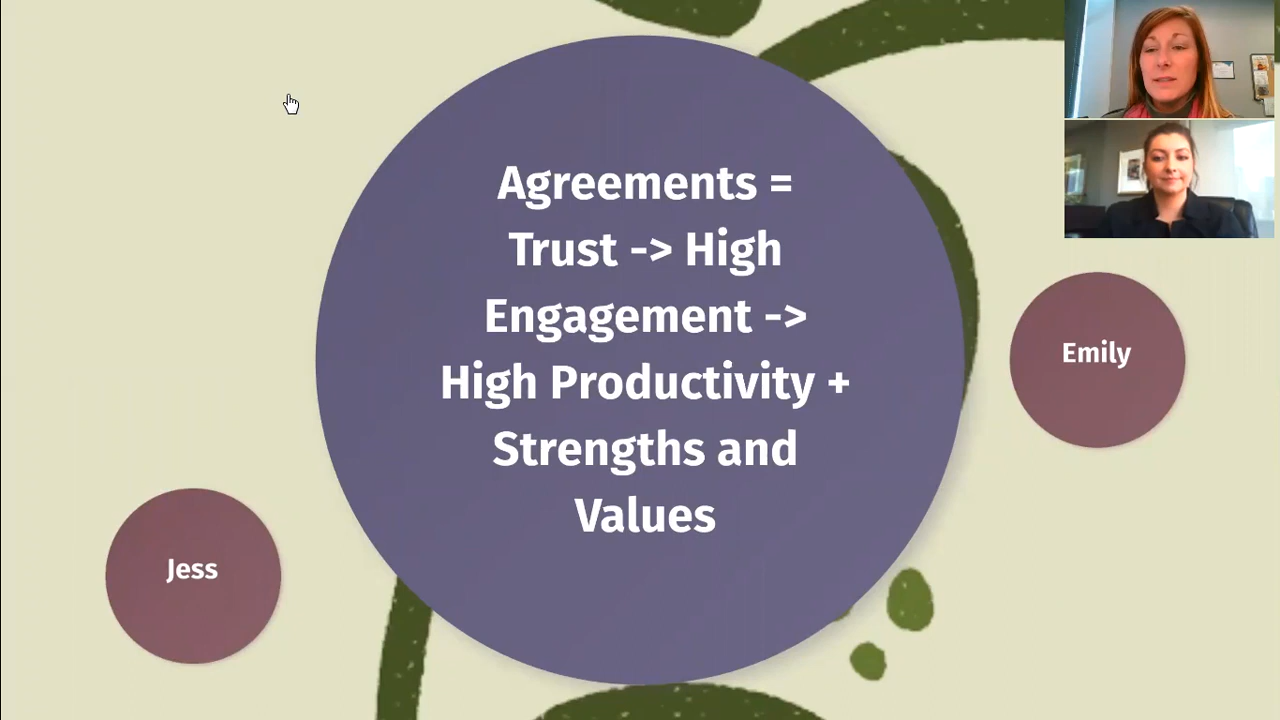 Agreements =
Trust -> High
Engagement ->
High Productivity +
Strengths and
Values
Emily
Jess